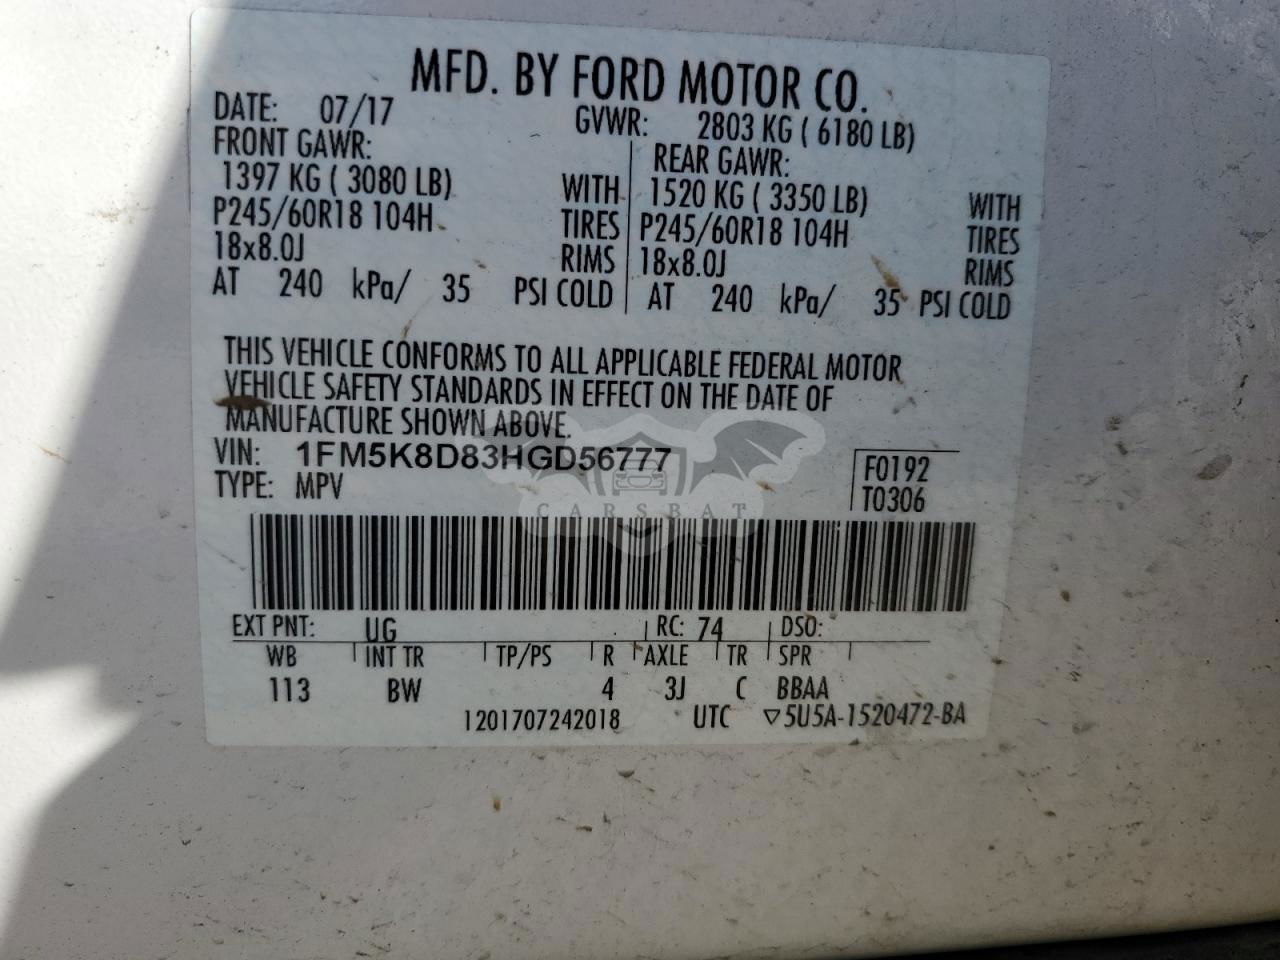 MFD. BY FORD MOTOR CO.
DATE: 07/17 GVWR: 2803 KG ( 6180 LB)
FRONT GAWR: REAR GAWR:
1397 KG ( 3080 LB) WITH 1520 KG ( 3350 LB) WITH
P245/60R18 104H TIRES P245/60R18 104H TIRES
18x8.0J RIMS 18x8.0J RIMS
AT 240 kPa/ 35 PSI COLD AT 240 kPa/ 35 PSI COLD
THIS VEHICLE CONFORMS TO ALL APPLICABLE FEDERAL MOTOR
VEHICLE SAFETY STANDARDS IN EFFECT ON THE DATE OF
MANUFACTURE SHOWN ABOVE.
VIN: 1FM5K8D83HGD56777 F0192
TYPE: MPV T0306
CARSBAT
EXT PNT: UG RC: 74 DSO:
WB INT TR TP/PS R AXLE TR SPR
113 BW 4 3J C BBAA
1201707242018 UTC ▽5U5A-1520472-BA